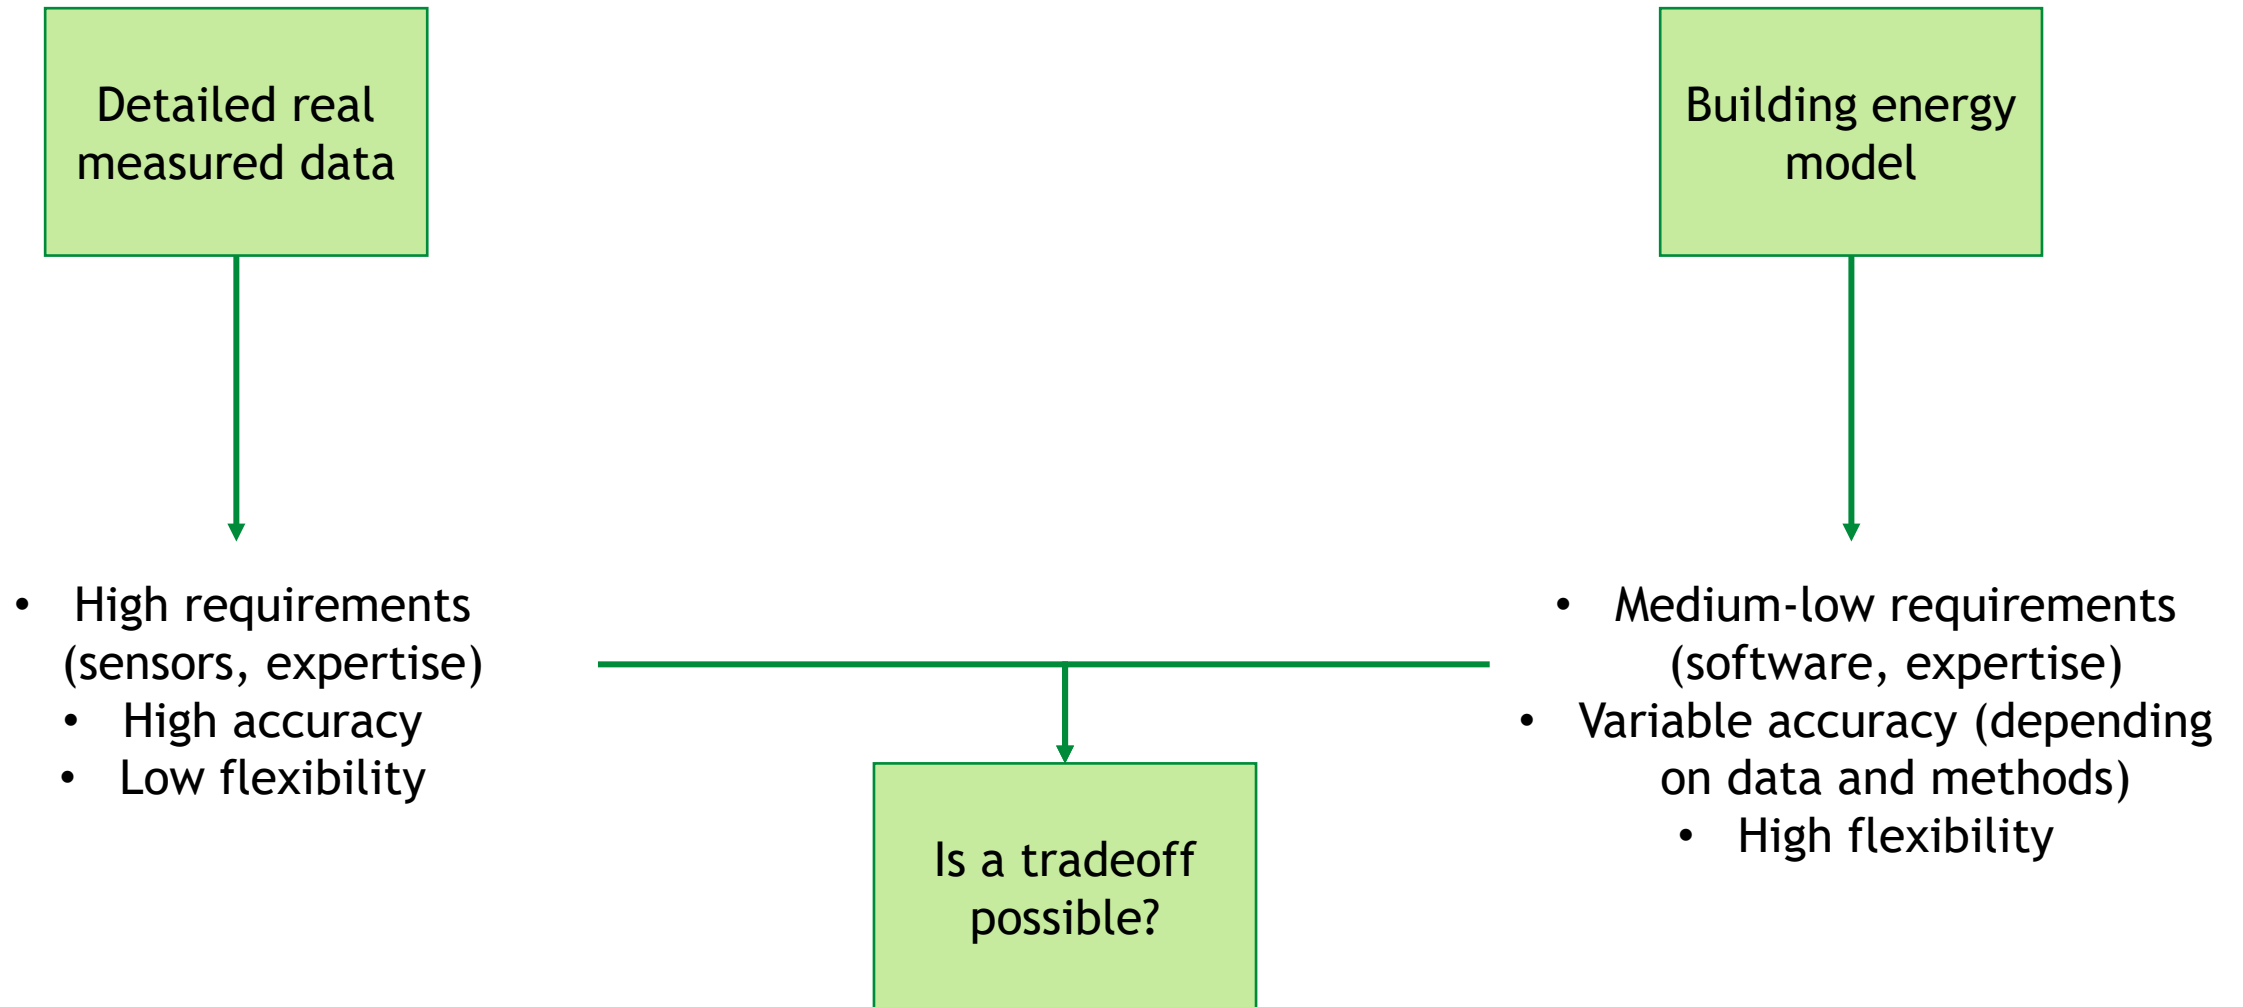 Detailed real
measured data
Building energy
model
• High requirements
(sensors, expertise)
• High accuracy
• Low flexibility
• Medium-low requirements
(software, expertise)
• Variable accuracy (depending
on data and methods)
• High flexibility
Is a tradeoff
possible?